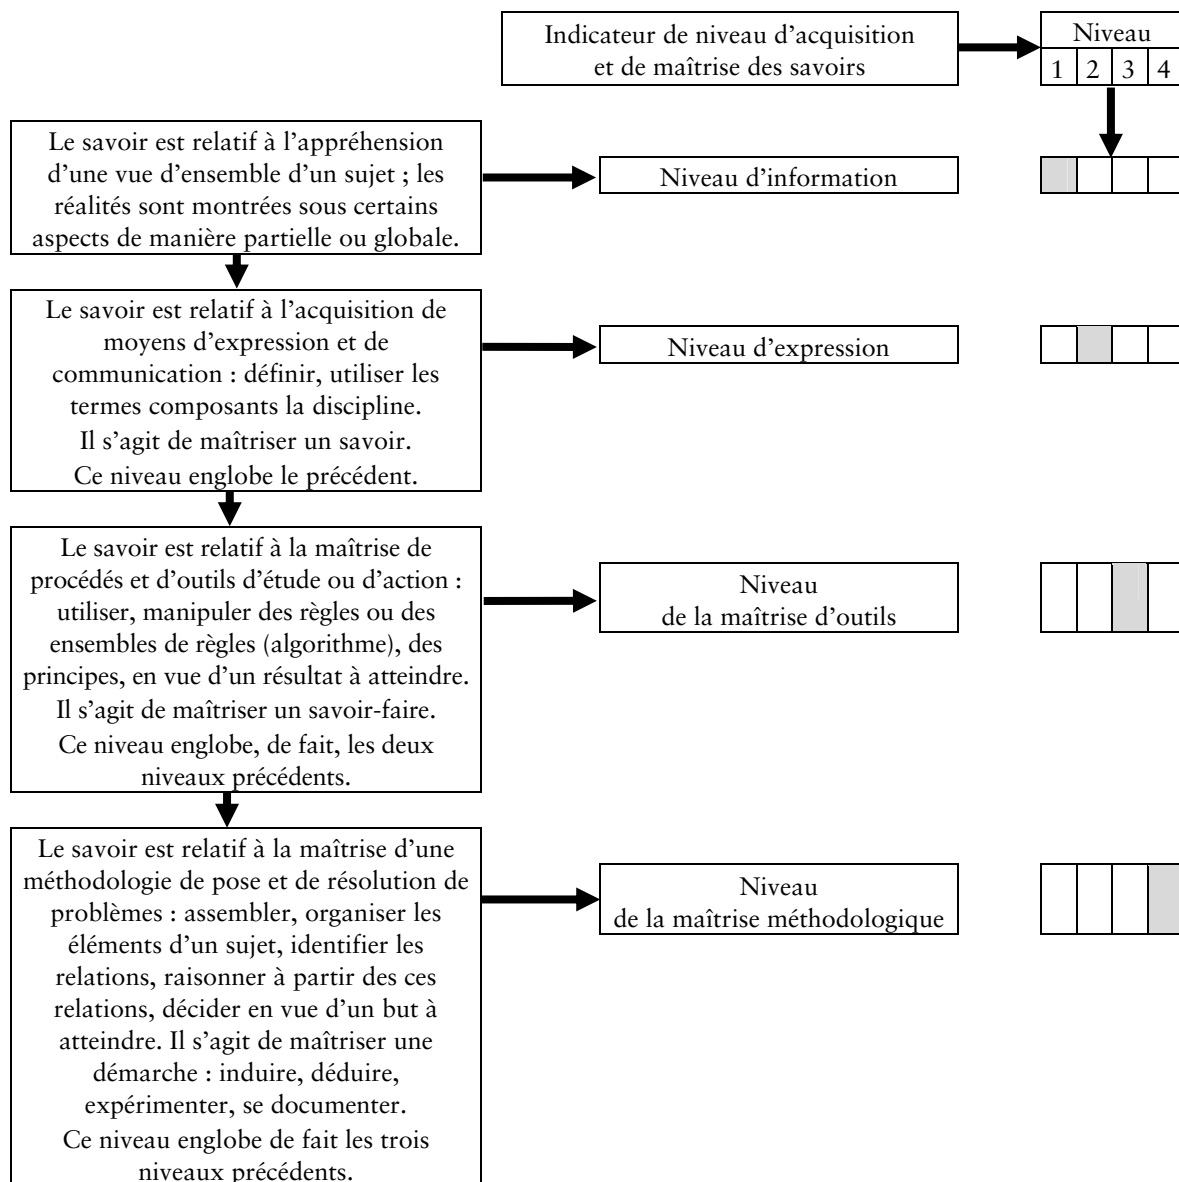 Indicateur de niveau d’acquisition
et de maîtrise des savoirs
Niveau
1 2 3 4
Le savoir est relatif à l’appréhension
d’une vue d’ensemble d’un sujet ; les
réalités sont montrées sous certains
aspects de manière partielle ou globale.
Niveau d’information
Le savoir est relatif à l’acquisition de
moyens d’expression et de
communication : définir, utiliser les
termes composants la discipline.
Il s’agit de maîtriser un savoir.
Ce niveau englobe le précédent.
Niveau d’expression
Le savoir est relatif à la maîtrise de
procédés et d’outils d’étude ou d’action :
utiliser, manipuler des règles ou des
ensembles de règles (algorithme), des
principes, en vue d’un résultat à atteindre.
Il s’agit de maîtriser un savoir-faire.
Ce niveau englobe, de fait, les deux
niveaux précédents.
Niveau
de la maîtrise d’outils
Le savoir est relatif à la maîtrise d’une
méthodologie de pose et de résolution de
problèmes : assembler, organiser les
éléments d’un sujet, identifier les
relations, raisonner à partir des ces
relations, décider en vue d’un but à
atteindre. Il s’agit de maîtriser une
démarche : induire, déduire,
expérimenter, se documenter.
Ce niveau englobe de fait les trois
niveaux précédents.
Niveau
de la maîtrise méthodologique